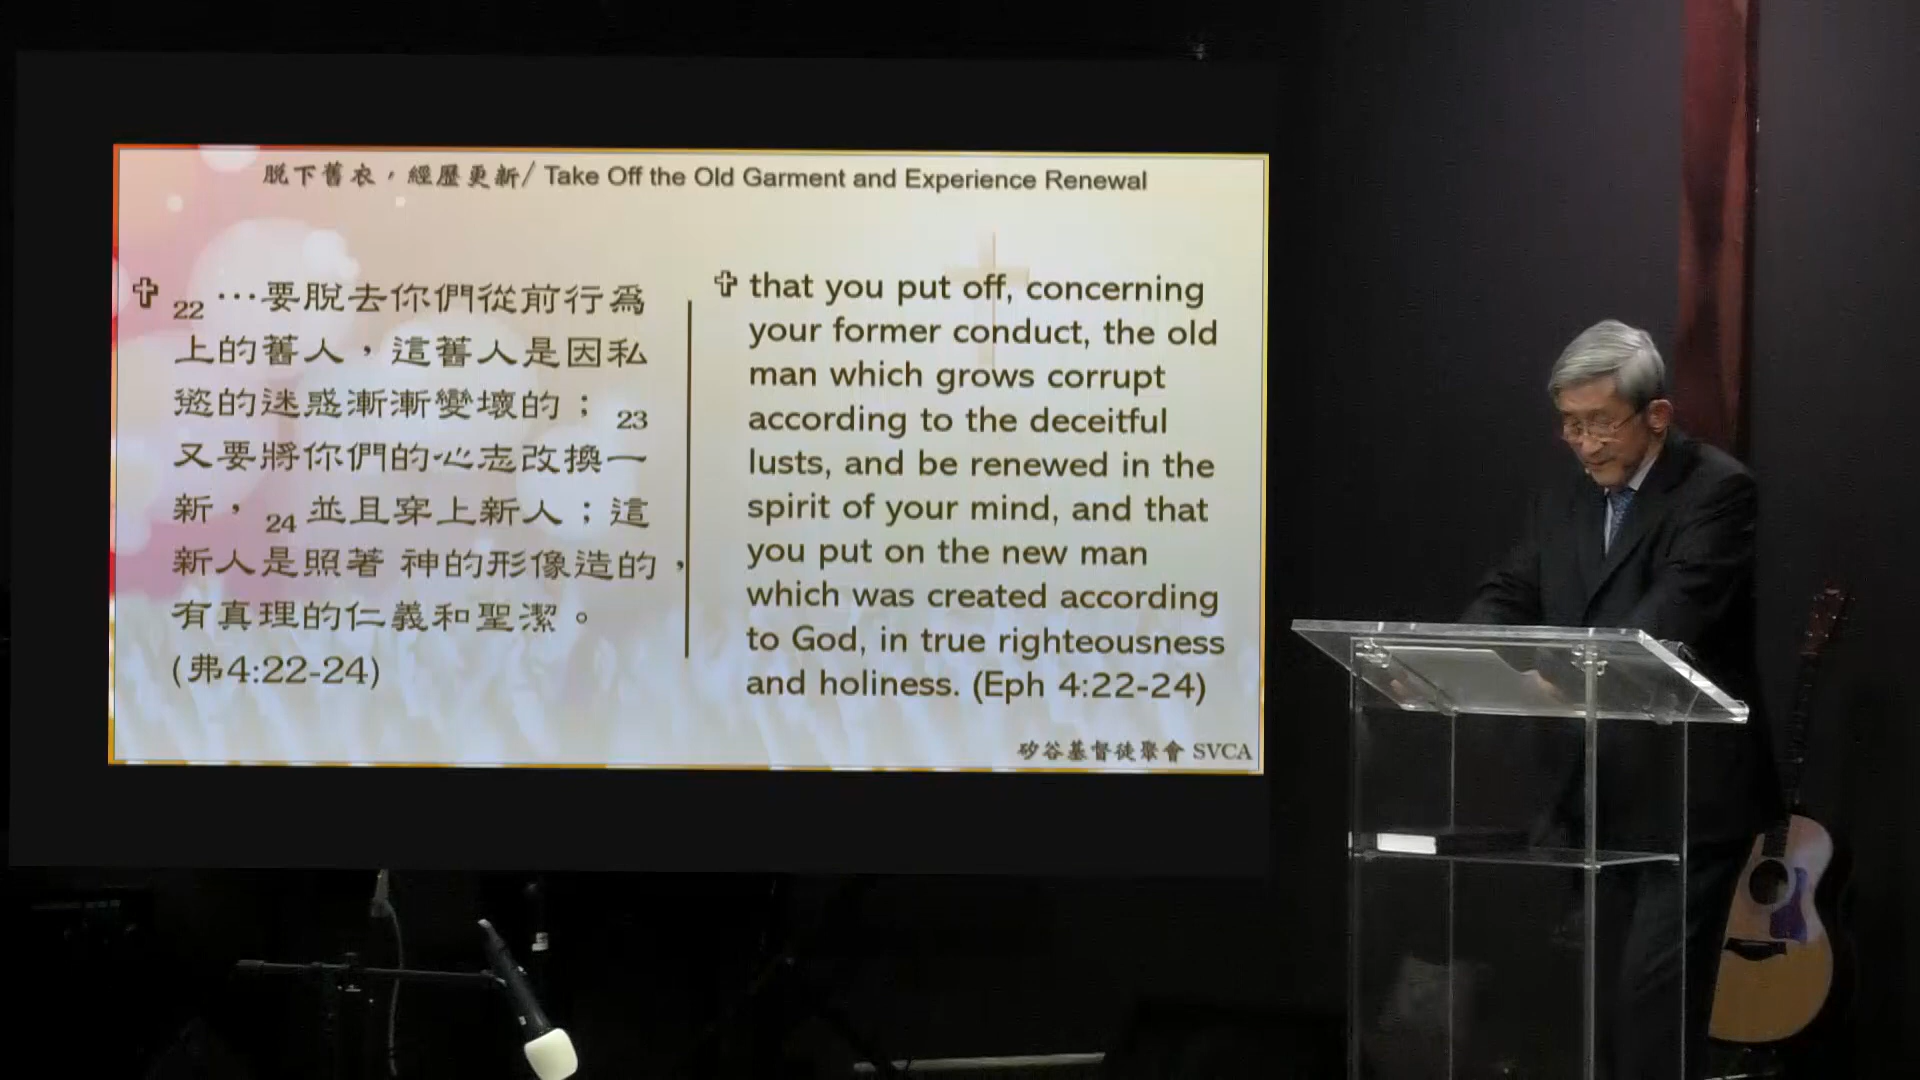 脫下舊衣，經歷更新/ Take Off the Old Garment and Experience Renewal
22 …要脫去你們從前行為
上的舊人，這舊人是因私
慾的迷惑漸漸變壞的； 23
又要將你們的心志改換一
新， 24 並且穿上新人；這
新人是照著 神的形像造的，
有真理的仁義和聖潔。
(弗4:22-24)
that you put off, concerning
your former conduct, the old
man which grows corrupt
according to the deceitful
lusts, and be renewed in the
spirit of your mind, and that
you put on the new man
which was created according
to God, in true righteousness
and holiness. (Eph 4:22-24)
矽谷基督徒聚會 SVCA